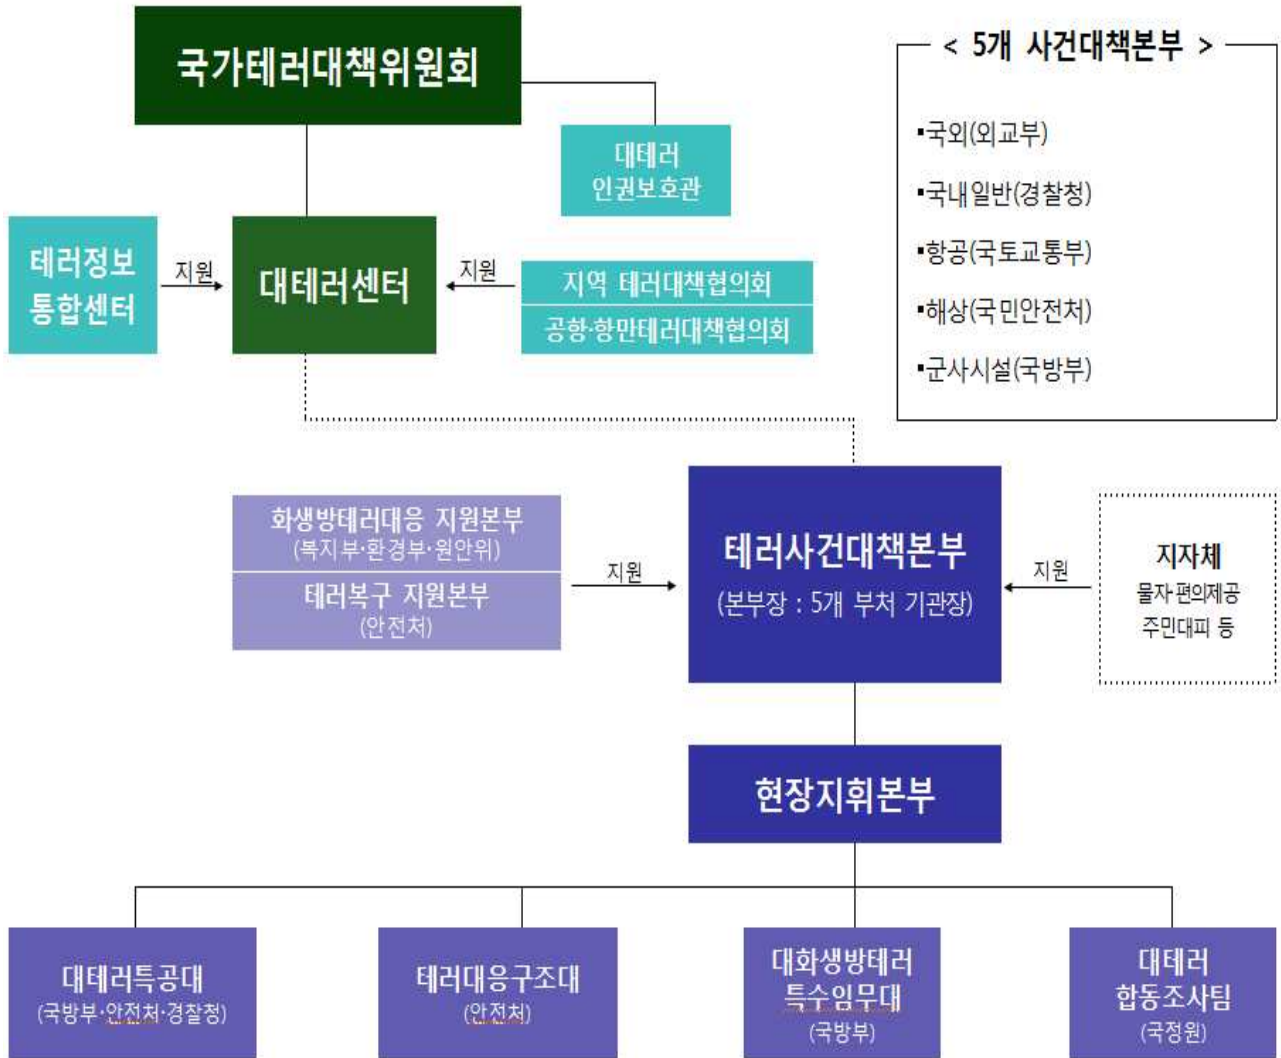 국가테러대책위원회
< 5개 사건대책본부 >
▪국외(외교부)
▪국내일반(경찰청)
▪항공(국토교통부)
▪해상(국민안전처)
▪군사시설(국방부)
대테러
인권보호관
테러정보
통합센터
지원
대테러센터
지원
지역 테러대책협의회
공항·항만테러대책협의회
화생방테러대응 지원본부
(복지부·환경부·원안위)
테러복구 지원본부
(안전처)
지원
테러사건대책본부
(본부장 : 5개 부처 기관장)
지원
지자체
물자·편의제공
주민대피 등
현장지휘본부
대테러특공대
(국방부·안전처·경찰청)
테러대응구조대
(안전처)
대화생방테러
특수임무대
(국방부)
대테러
합동조사팀
(국정원)